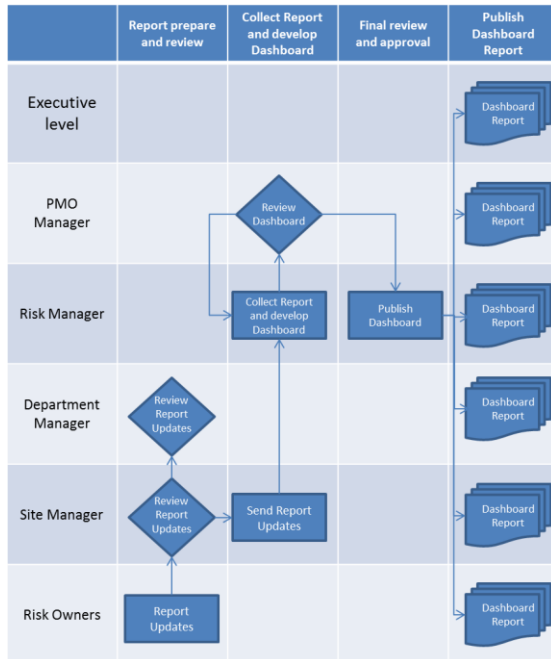 Report prepare
and review
Collect Report
and develop
Dashboard
Final review
and approval
Publish
Dashboard
Report
Executive
level
Dashboard
Report
PMO
Manager
Review
Dashboard
Dashboard
Report
Risk Manager
Collect Report
and develop
Dashboard
Publish
Dashboard
Dashboard
Report
Department
Manager
Review
Report
Updates
Dashboard
Report
Site Manager
Review
Report
Updates
Send Report
Updates
Dashboard
Report
Risk Owners
Report
Updates
Dashboard
Report